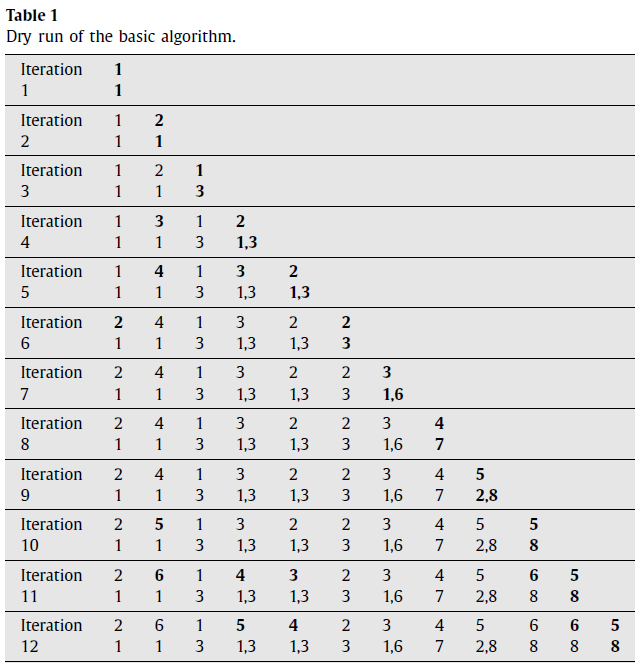 Table 1
Dry run of the basic algorithm.
Iteration 1
1 1
Iteration 1 2
2 1 1
Iteration 1 2 1
3 1 1 3
Iteration 1 3 1 2
4 1 1 3 1,3
Iteration 1 4 1 3 2
5 1 1 3 1,3 1,3
Iteration 2 4 1 3 2 2
6 1 1 3 1,3 1,3 3
Iteration 2 4 1 3 2 2 3
7 1 1 3 1,3 1,3 3 1,6
Iteration 2 4 1 3 2 2 3 4
8 1 1 3 1,3 1,3 3 1,6 7
Iteration 2 4 1 3 2 2 3 4 5
9 1 1 3 1,3 1,3 3 1,6 7 2,8
Iteration 2 5 1 3 2 2 3 4 5 5
10 1 1 3 1,3 1,3 3 1,6 7 2,8 8
Iteration 2 6 1 4 3 2 3 4 5 6 5
11 1 1 3 1,3 1,3 3 1,6 7 2,8 8 8
Iteration 2 6 1 5 4 2 3 4 5 6 6 5
12 1 1 3 1,3 1,3 3 1,6 7 2,8 8 8 8